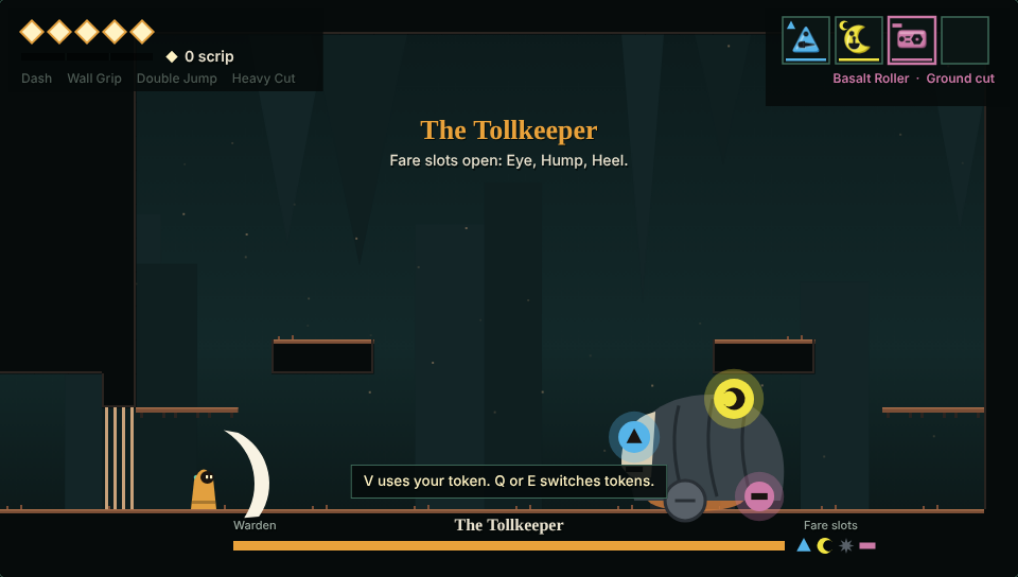 0 scrip
Dash Wall Grip Double Jump Heavy Cut
Basalt Roller · Ground cut
The Tollkeeper
Fare slots open: Eye, Hump, Heel.
V uses your token. Q or E switches tokens.
Warden
The Tollkeeper
Fare slots